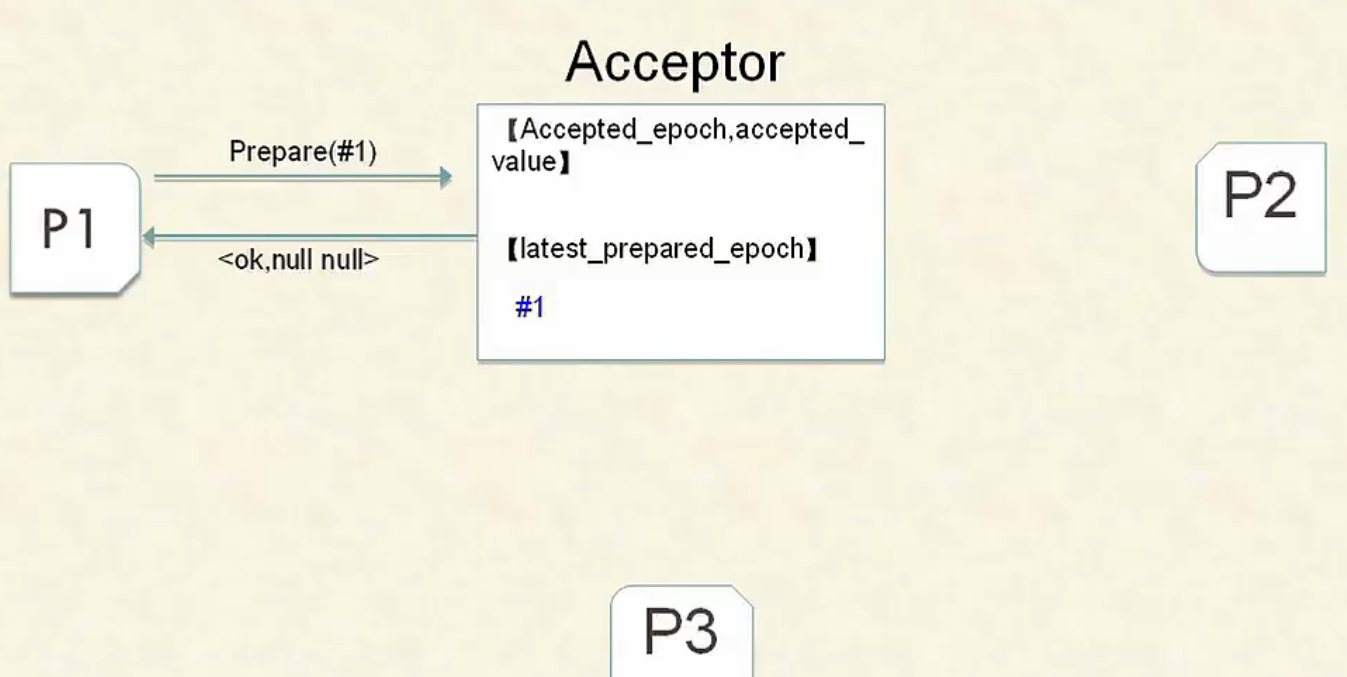 Acceptor
Prepare(#1)
【Accepted_epoch,accepted_
value】
P1
P2
<ok,null null>
【latest_prepared_epoch】
#1
P3